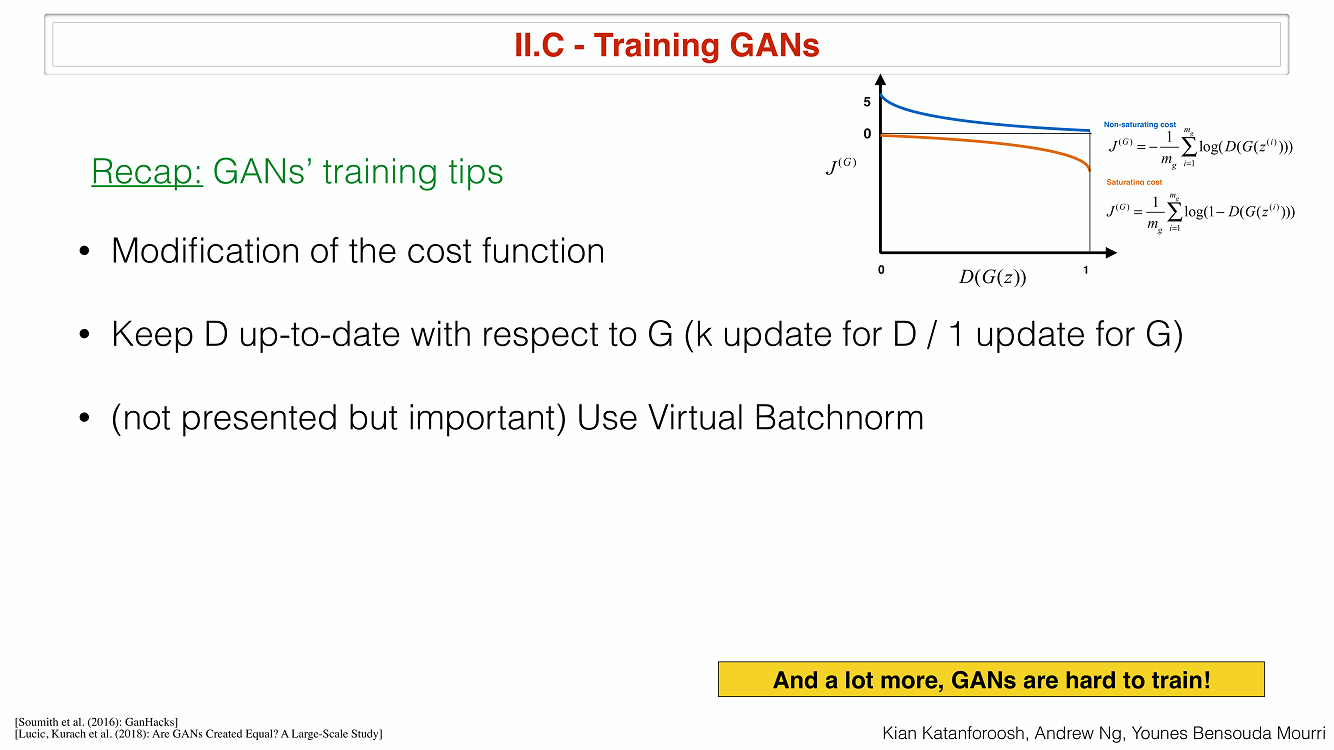 II.C - Training GANs
Recap: GANs’ training tips
• Modification of the cost function
• Keep D up-to-date with respect to G (k update for D / 1 update for G)
• (not presented but important) Use Virtual Batchnorm
5
0
J^(G)
0
1
D(G(z))
Non-saturating cost
J^(G) = −1/m_g ∑_{i=1}^{m_g} log(D(G(z^(i))))
Saturating cost
J^(G) = 1/m_g ∑_{i=1}^{m_g} log(1− D(G(z^(i))))
And a lot more, GANs are hard to train!
[Soumith et al. (2016): GanHacks]
[Lucic, Kurach et al. (2018): Are GANs Created Equal? A Large-Scale Study]
Kian Katanforoosh, Andrew Ng, Younes Bensouda Mourri